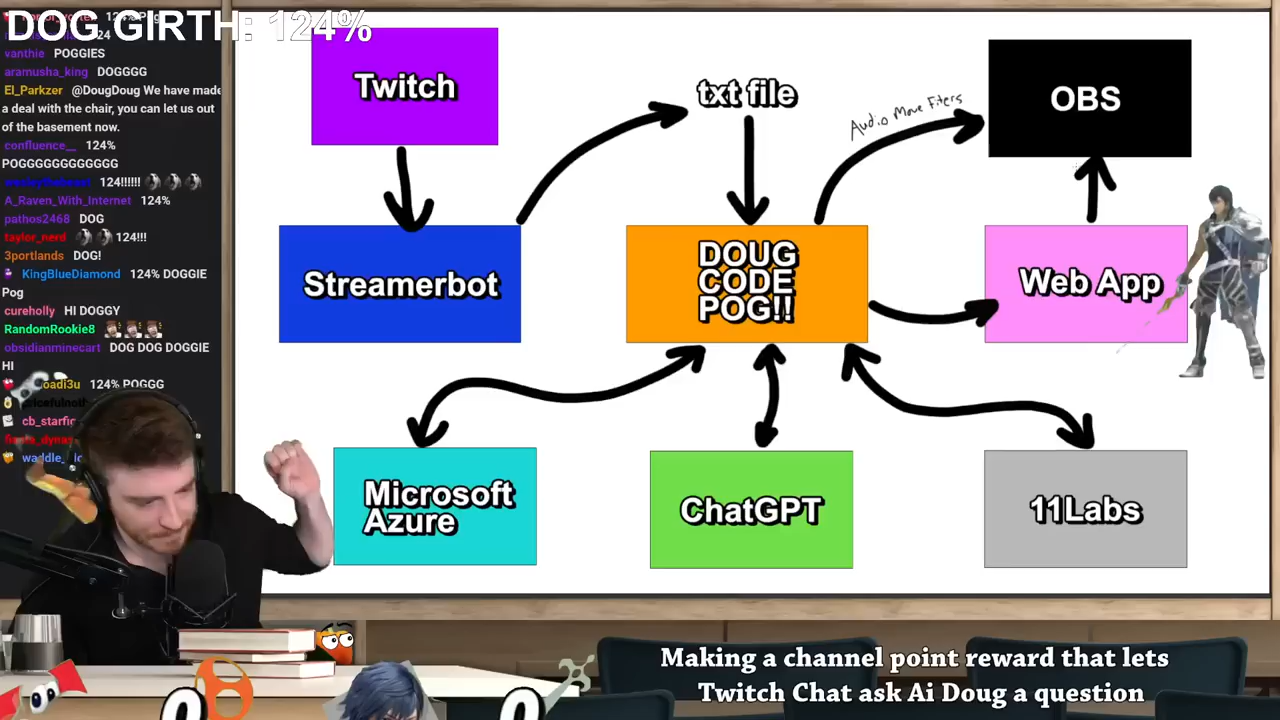 DOG GIRTH: 124%
vanthie POGGIES
aramusha_king DOGGGG
El_Parkzer @DougDoug We have made
a deal with the chair, you can let us out
of the basement now.
confluence__ 124%
POGGGGGGGGGGGG
124!!!!!!
A_Raven_With_Internet 124%
pathos2468 DOG
taylor_nerd 124!!!
3portlands DOG!
KingBlueDiamond 124% DOGGIE
Pog
cureholly HI DOGGY
RandomRookie8
obsidianminecart DOG DOG DOGGIE
HI
124% POGGG
Twitch
txt file
Audio Move Filters
OBS
Streamerbot
DOUG
CODE
POG!!
Web App
Microsoft
Azure
ChatGPT
11Labs
Making a channel point reward that lets
Twitch Chat ask Ai Doug a question
0 0